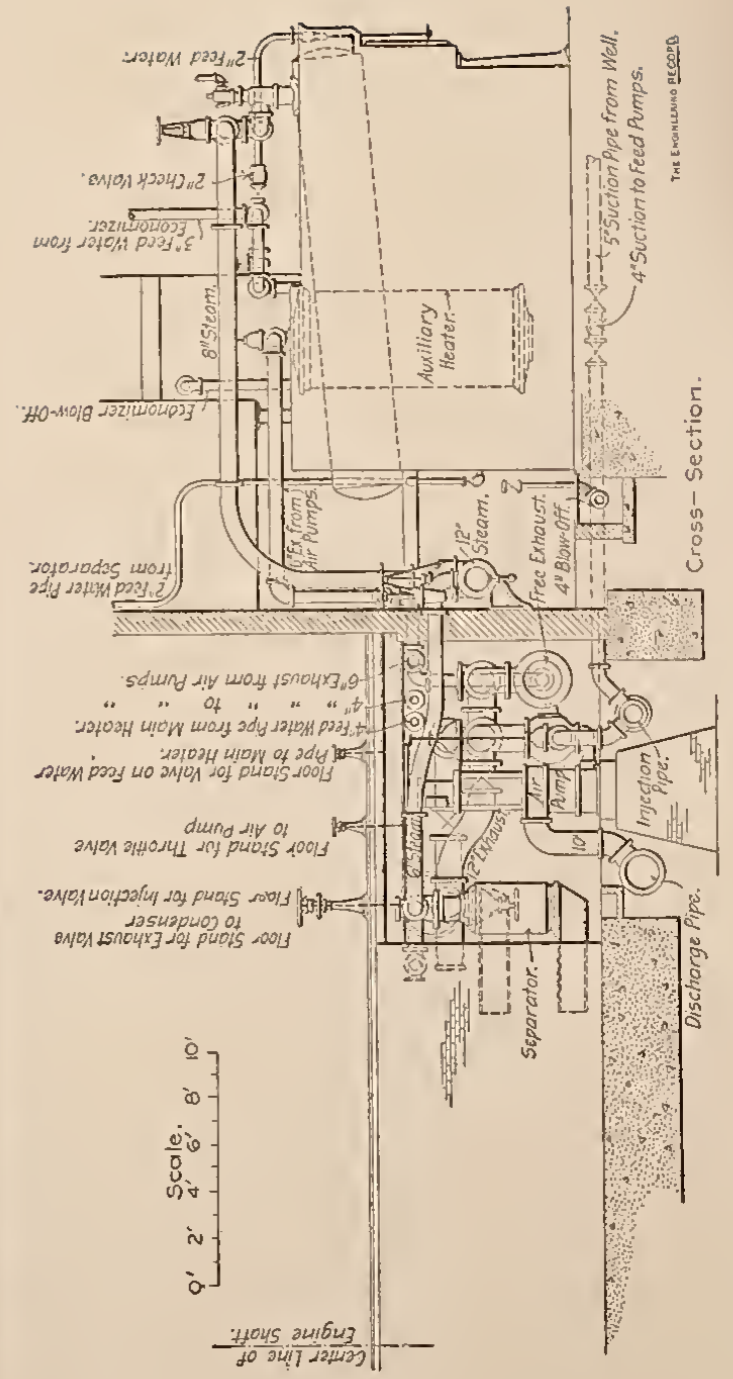 2" Feed Water.
2" Check Valve.
3" Feed Water from
Economizer.
8" Steam.
Economizer Blow-Off.
2" Feed Water Pipe
from Separator.
Ex. from
Air Pumps.
12"
Steam.
Auxiliary
Heater.
5" Suction Pipe from Well.
4" Suction to Feed Pumps.
THE ENGINEERING RECORD
Free Exhaust.
4" Blow-Off.
Cross-Section.
6" Exhaust from Air Pumps.
4" " " to " "
4" Feed Water Pipe from Main Heater.
Floor Stand for Valve on Feed Water
Pipe to Main Heater.
Floor Stand for Throttle Valve
to Air Pump
Floor Stand for Injection Valve.
Floor Stand for Exhaust Valve
to Condenser
6" Steam
12" Exhaust
Air
Pump
10"
Injection
Pipe.
Separator.
Discharge Pipe.
Scale.
0' 2' 4' 6' 8' 10'
Center Line of
Engine Shaft.